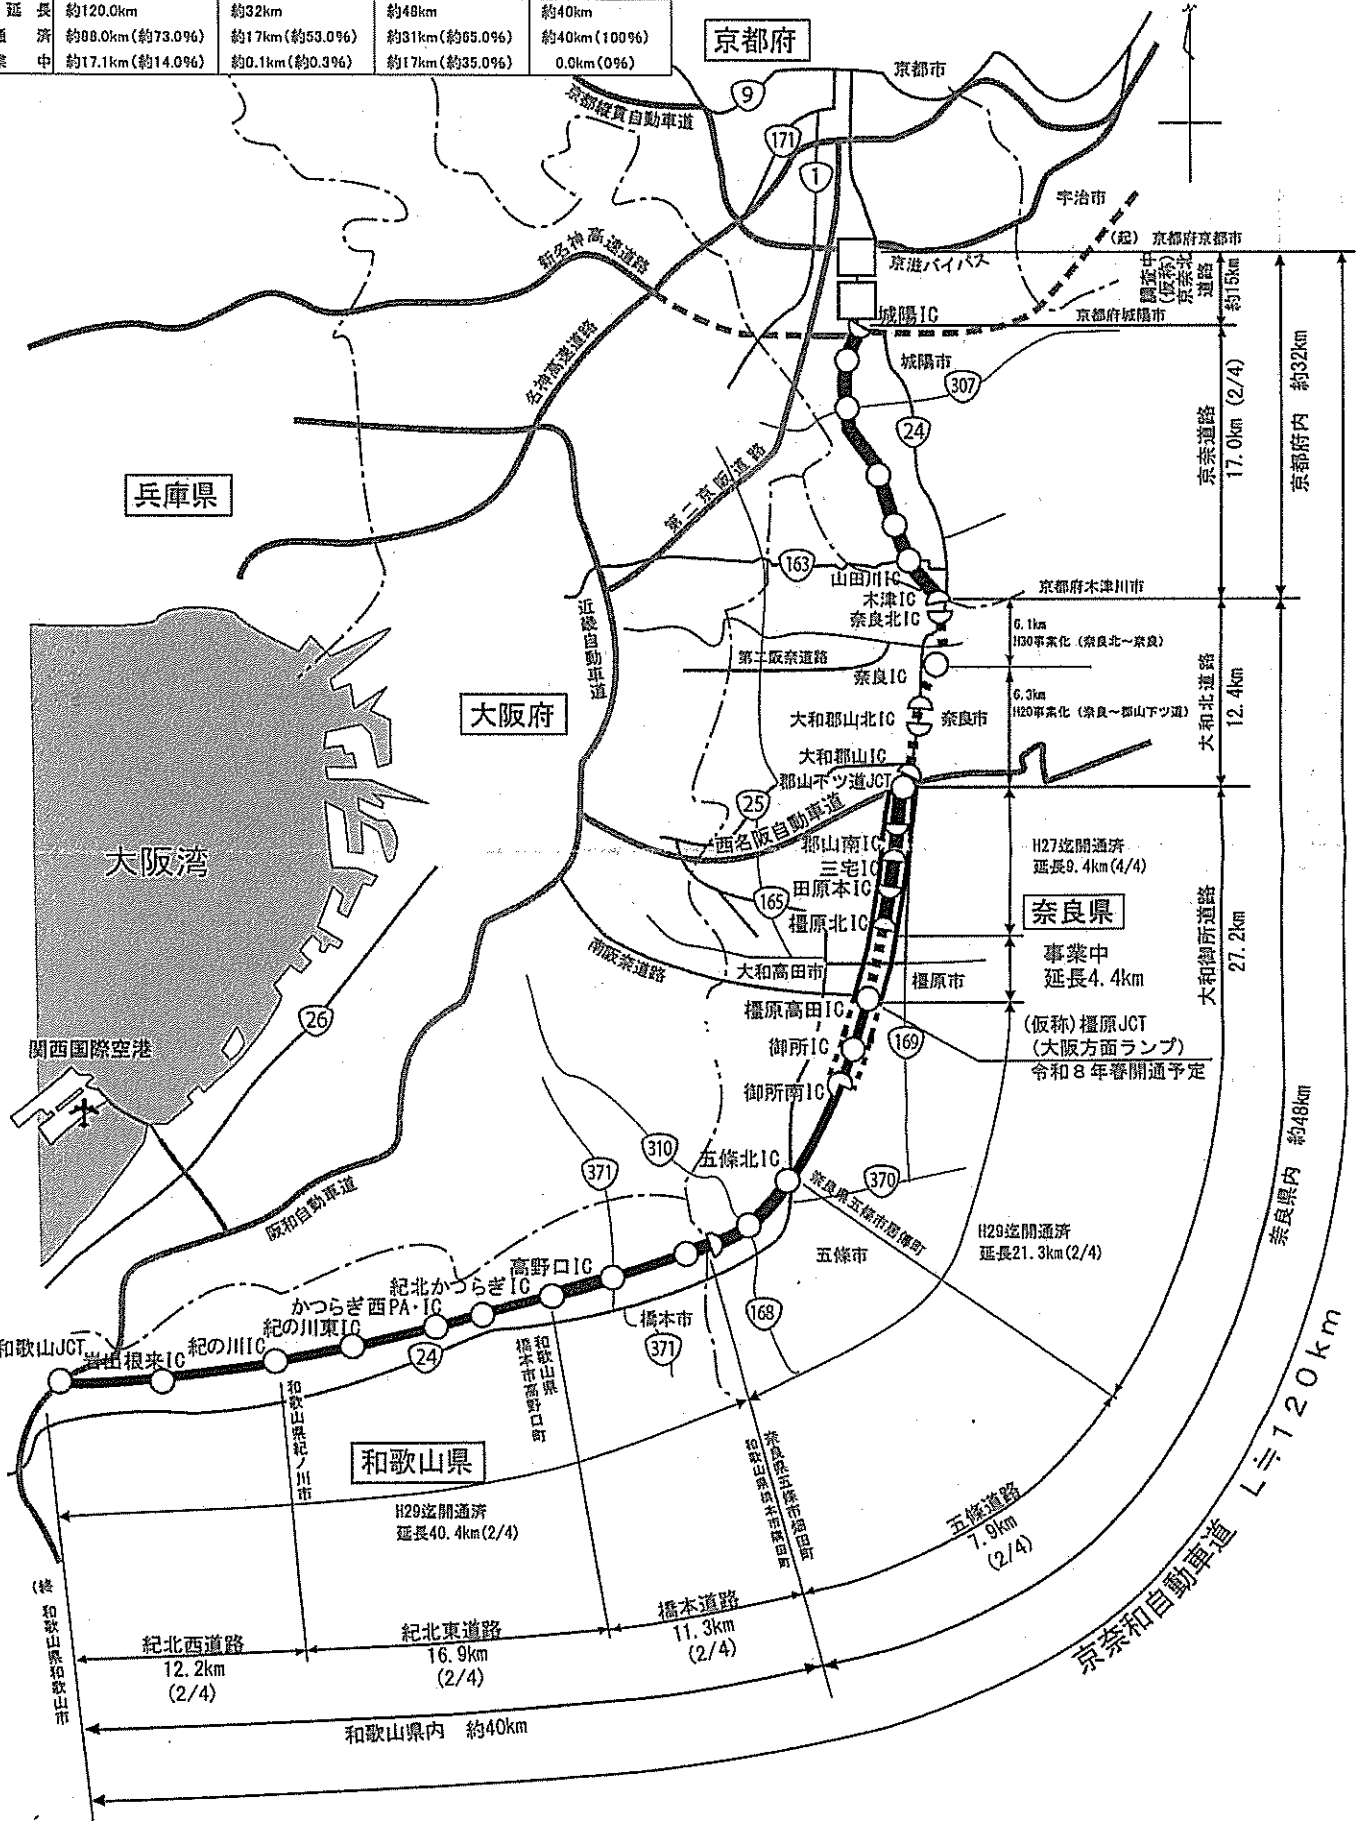 延長 約120.0km 約32km 約48km 約40km
済 約88.0km(約73.0%) 約17km(約53.0%) 約31km(約65.0%) 約40km(100%)
中 約17.1km(約14.0%) 約0.1km(約0.3%) 約17km(約35.0%) 0.0km(0%)
京都府
京都市
京都縦貫自動車道
9
171
1
宇治市
(起) 京都府京都市
新名神高速道路
京滋バイパス
調査中
(仮称)
京奈北
道路
約15km
城陽IC
京都府城陽市
名神高速道路
城陽市
307
24
京奈道路
17.0km (2/4)
京都府内 約32km
兵庫県
第二京阪道路
163
山田川IC
木津IC
京都府木津川市
奈良北IC
6.1km
H30事業化 (奈良北～奈良)
近畿自動車道
第二阪奈道路
奈良IC
6.3km
H20事業化 (奈良～郡山下ツ道)
大和北道路
12.4km
大阪府
大和郡山北IC
奈良市
大和郡山IC
郡山下ツ道JCT
25
西名阪自動車道
郡山南IC
三宅IC
田原本IC
165
橿原北IC
H27迄開通済
延長9.4km(4/4)
奈良県
大和御所道路
27.2km
大阪湾
南阪奈道路
大和高田市
橿原市
事業中
延長4.4km
橿原高田IC
26
169
(仮称)橿原JCT
(大阪方面ランプ)
令和8年春開通予定
御所IC
御所南IC
関西国際空港
奈良県内 約48km
310
371
五條北IC
370
奈良県五條市居傳町
阪和自動車道
五條市
H29迄開通済
延長21.3km(2/4)
高野口IC
紀北かつらぎIC
かつらぎ西PA・IC
紀の川東IC
紀の川IC
和歌山JCT
岩出根来IC
24
橋本市
371
168
和歌山県
橋本市高野口町
和歌山県紀ノ川市
和歌山県
H29迄開通済
延長40.4km(2/4)
奈良県五條市畑田町
和歌山県橋本市隅田町
五條道路
7.9km
(2/4)
京奈和自動車道 L≒120km
(終 和歌山県和歌山市
紀北西道路
12.2km
(2/4)
紀北東道路
16.9km
(2/4)
橋本道路
11.3km
(2/4)
和歌山県内 約40km